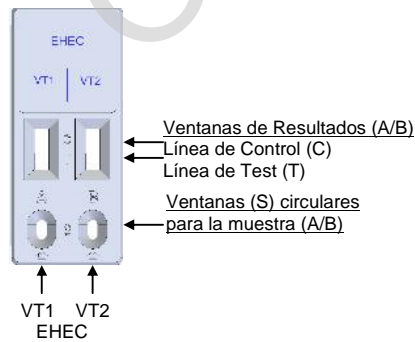 EHEC
VT1 VT2
Ventanas de Resultados (A/B)
Línea de Control (C)
Línea de Test (T)
Ventanas (S) circulares
para la muestra (A/B)
VT1 VT2
EHEC